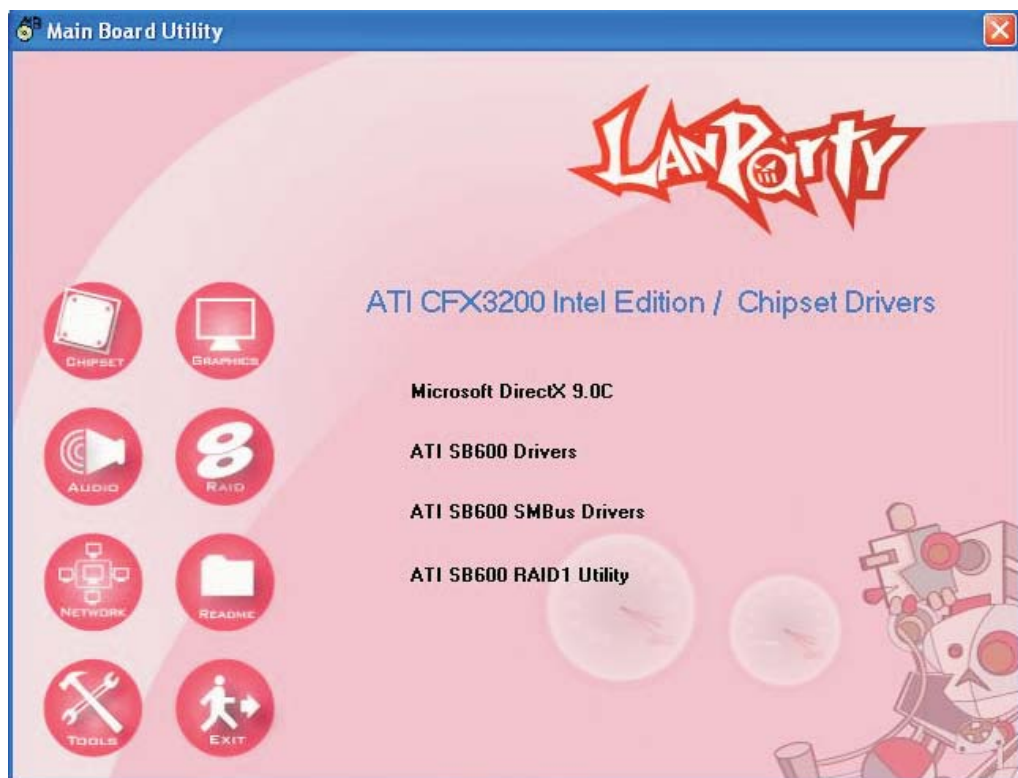 Main Board Utility
LANPARTY
ATI CFX3200 Intel Edition / Chipset Drivers
CHIPSET
GRAPHICS
Microsoft DirectX 9.0C
ATI SB600 Drivers
AUDIO
RAID
ATI SB600 SMBus Drivers
ATI SB600 RAID1 Utility
NETWORK
README
TOOLS
EXIT